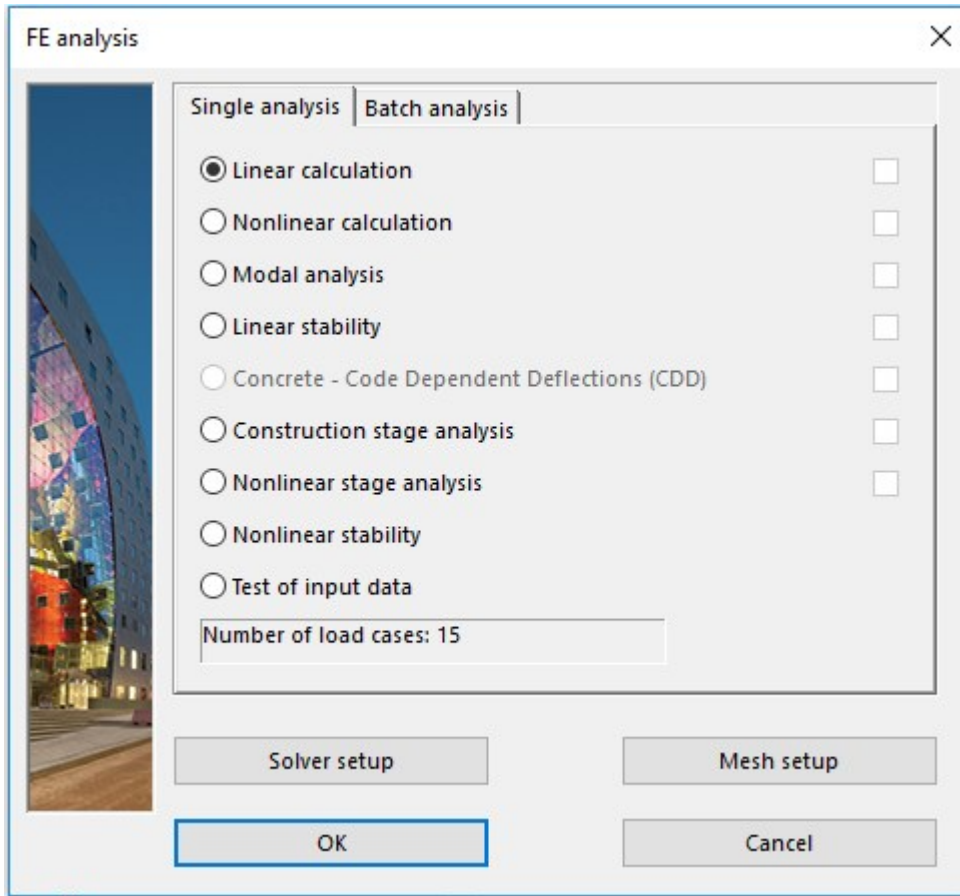 FE analysis
Single analysis Batch analysis
Linear calculation
Nonlinear calculation
Modal analysis
Linear stability
Concrete - Code Dependent Deflections (CDD)
Construction stage analysis
Nonlinear stage analysis
Nonlinear stability
Test of input data
Number of load cases: 15
Solver setup Mesh setup
OK Cancel